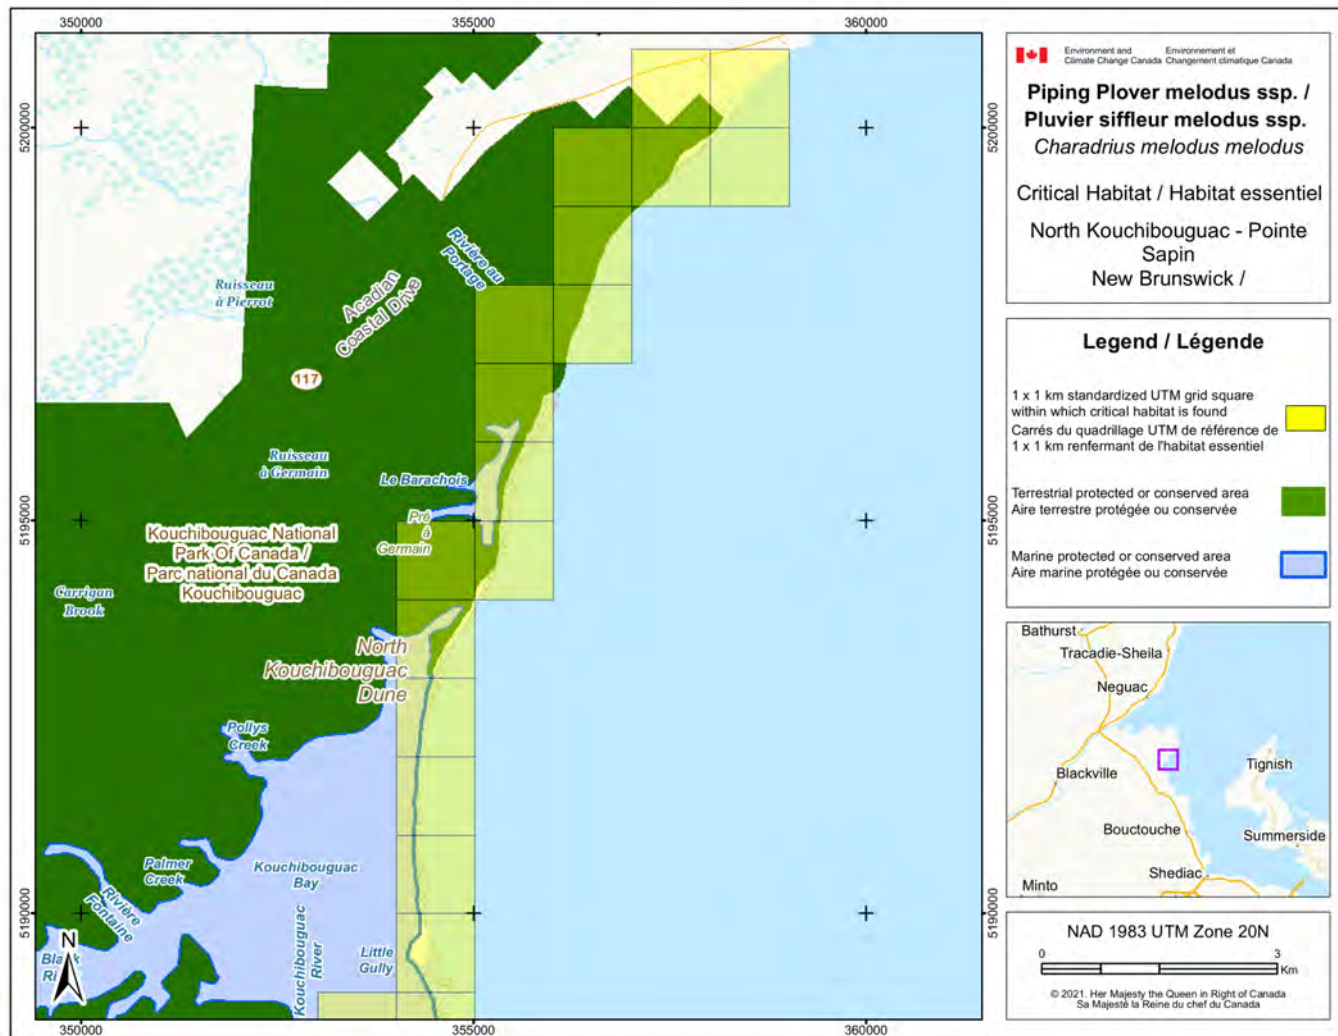 350000
355000
360000
5200000
5195000
5190000
5200000
5195000
5190000
350000
355000
360000
Rivière au
Portage
Acadian
Coastal Drive
Ruisseau
à Pierrot
117
Ruisseau
à Germain
Le Barachois
Pré
à
Germain
Kouchibouguac National
Park Of Canada /
Parc national du Canada
Kouchibouguac
Carrigan
Brook
North
Kouchibouguac
Dune
Pollys
Creek
Palmer
Creek
Kouchibouguac
Bay
Rivière
Fontaine
Kouchibouguac
River
Little
Gully
N
Environment and
Climate Change Canada
Environnement et
Changement climatique Canada
Piping Plover melodus ssp. /
Pluvier siffleur melodus ssp.
Charadrius melodus melodus
Critical Habitat / Habitat essentiel
North Kouchibouguac - Pointe
Sapin
New Brunswick /
Legend / Légende
1 x 1 km standardized UTM grid square
within which critical habitat is found
Carrés du quadrillage UTM de référence de
1 x 1 km renfermant de l'habitat essentiel
Terrestrial protected or conserved area
Aire terrestre protégée ou conservée
Marine protected or conserved area
Aire marine protégée ou conservée
Bathurst
Tracadie-Sheila
Neguac
Blackville
Tignish
Bouctouche
Summerside
Shediac
Minto
NAD 1983 UTM Zone 20N
0 3
Km
© 2021. Her Majesty the Queen in Right of Canada
Sa Majesté la Reine du chef du Canada